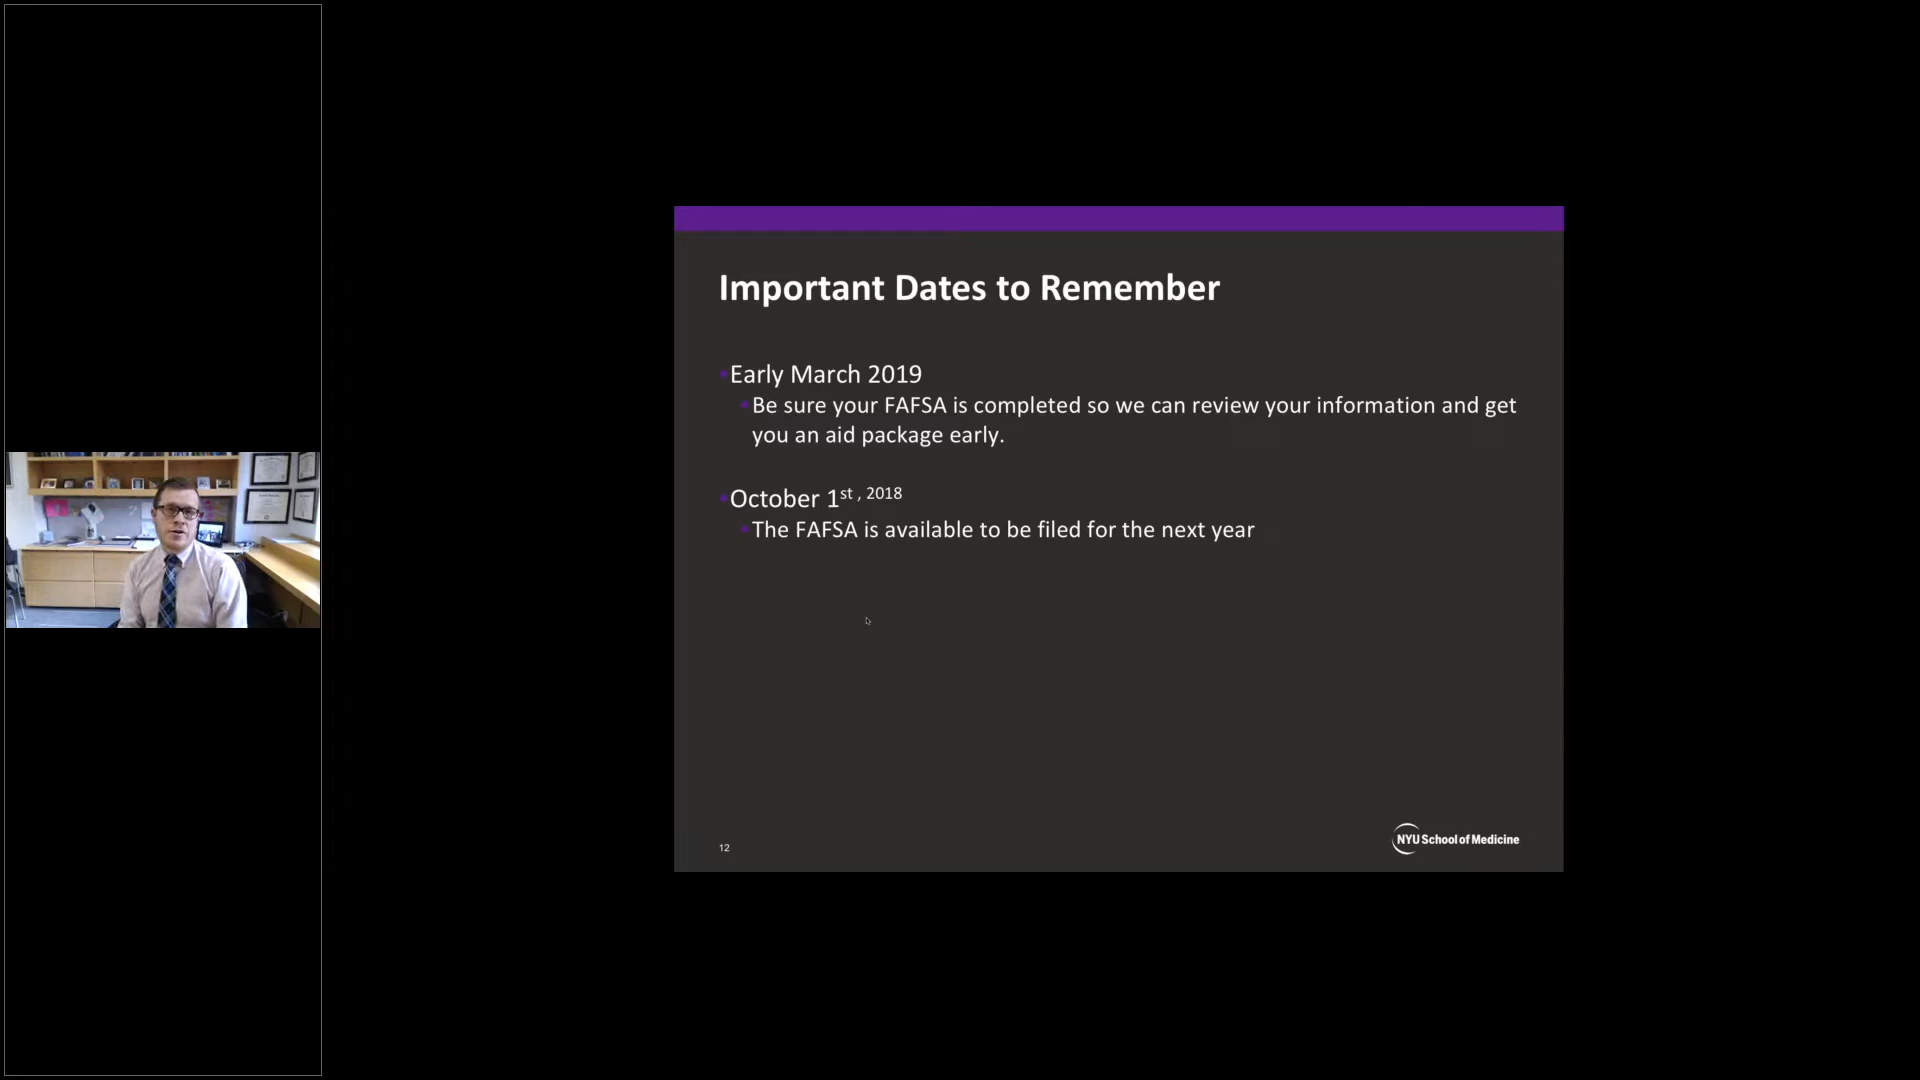 Important Dates to Remember
•Early March 2019
•Be sure your FAFSA is completed so we can review your information and get
you an aid package early.
•October 1st , 2018
•The FAFSA is available to be filed for the next year
12
NYU School of Medicine